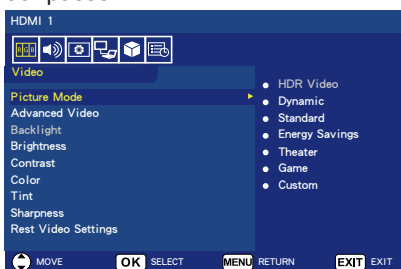 HDMI 1
RGB
Video
Picture Mode
Advanced Video
Backlight
Brightness
Contrast
Color
Tint
Sharpness
Rest Video Settings
HDR Video
Dynamic
Standard
Energy Savings
Theater
Game
Custom
MOVE OK SELECT MENU RETURN EXIT EXIT